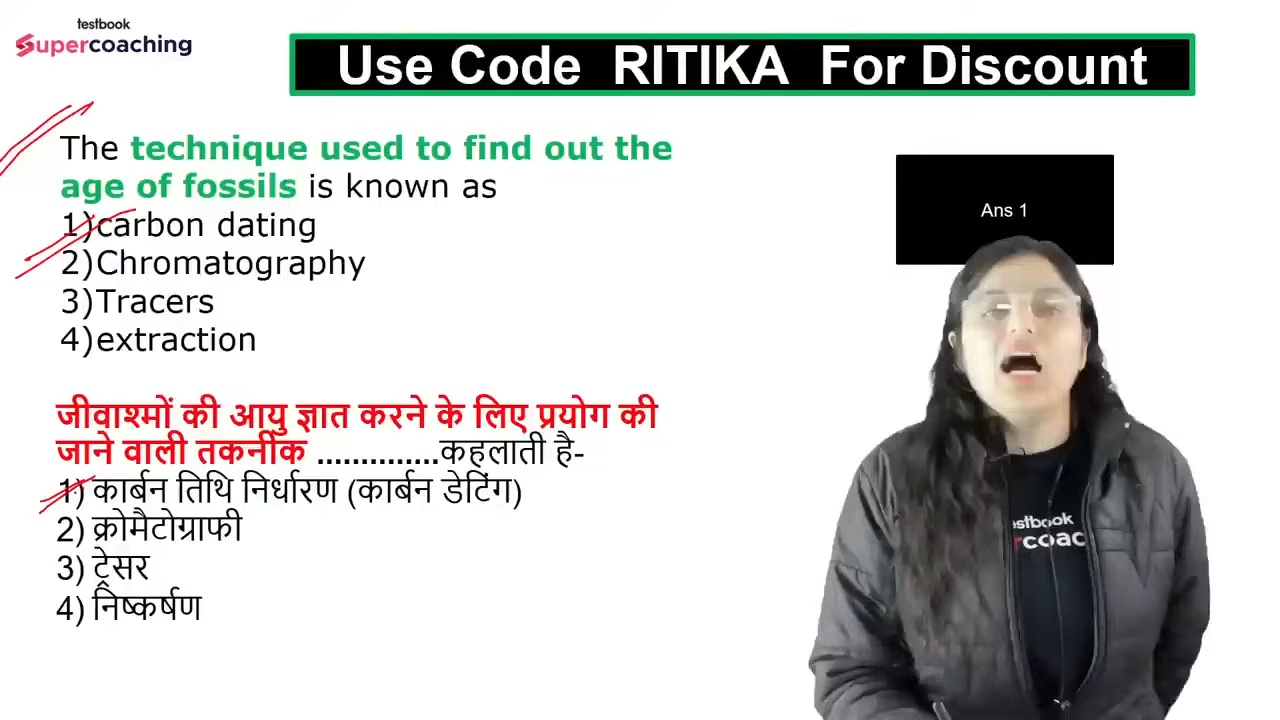 testbook
Supercoaching
Use Code RITIKA For Discount
The technique used to find out the
age of fossils is known as
1)carbon dating
2)Chromatography
3)Tracers
4)extraction
Ans 1
जीवाश्मों की आयु ज्ञात करने के लिए प्रयोग की
जाने वाली तकनीक ..............कहलाती है-
1) कार्बन तिथि निर्धारण (कार्बन डेटिंग)
2) क्रोमैटोग्राफी
3) ट्रेसर
4) निष्कर्षण
estbook
rcoac